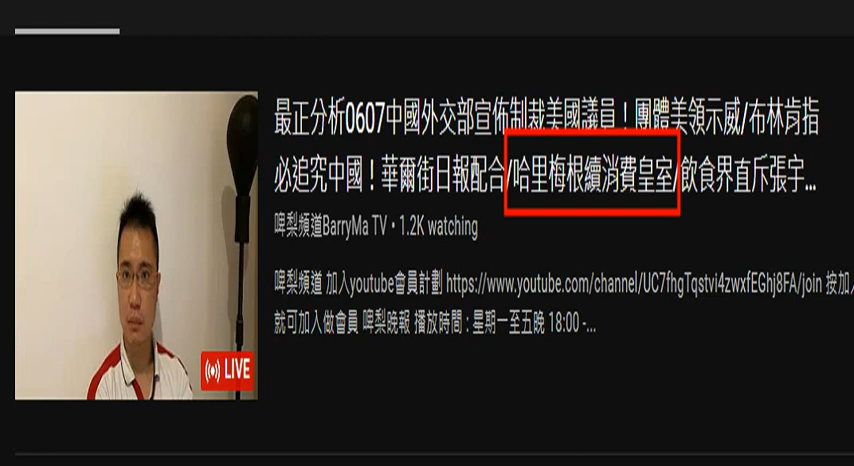 最正分析0607中國外交部宣佈制裁美國議員！團體美領示威/布林肯指
必追究中國！華爾街日報配合/哈里梅根續消費皇室/飲食界直斥張宇...
啤梨頻道BarryMa TV • 1.2K watching
啤梨頻道 加入youtube會員計劃 https://www.youtube.com/channel/UC7fhgTqstvi4zwxfEGhj8FA/join 按加入
就可加入做會員 啤梨晚報 播放時間 : 星期一至五晚 18:00 -...
LIVE